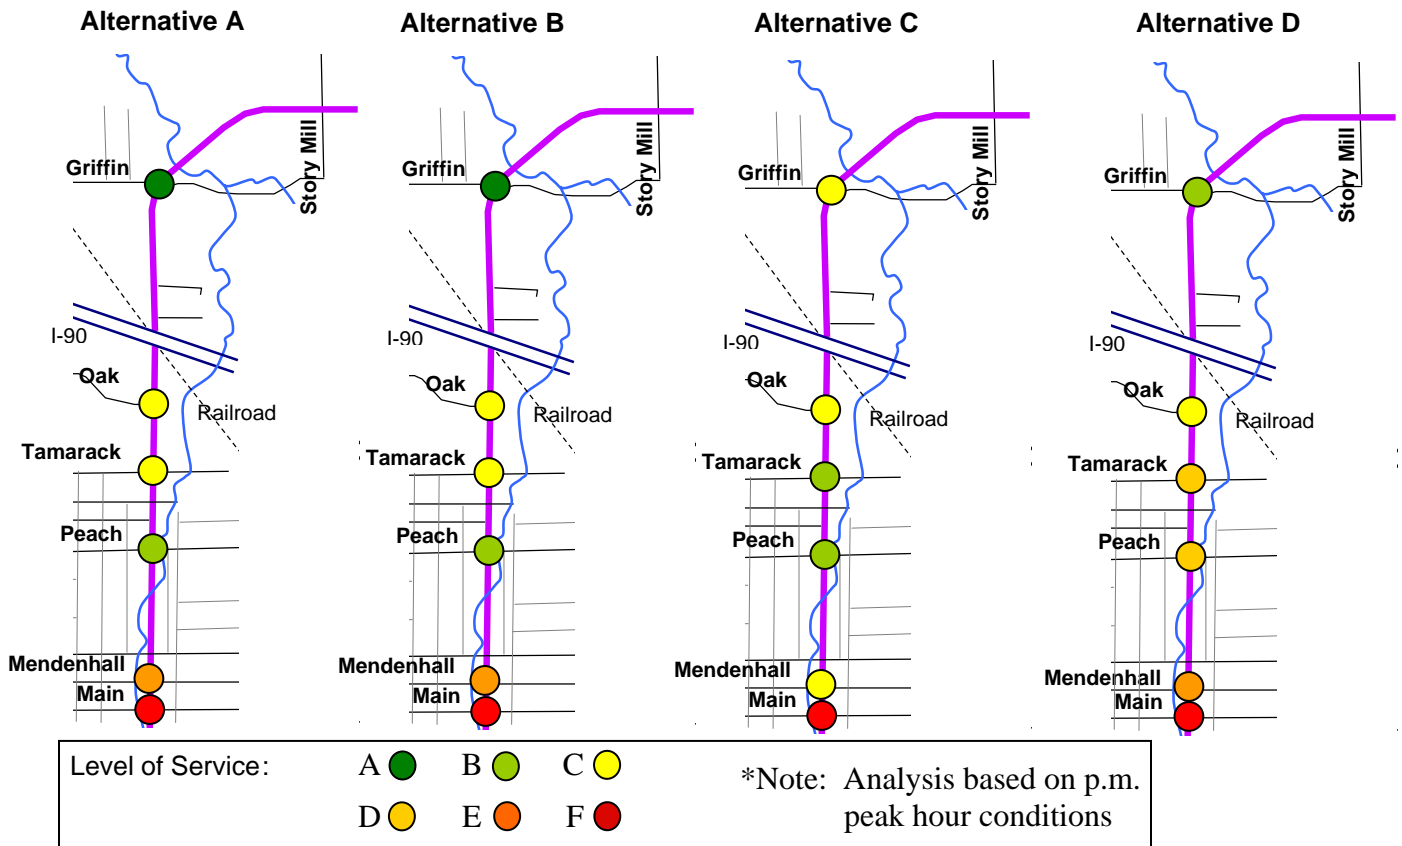 Alternative A
Griffin
Story Mill
I-90
Oak
Railroad
Tamarack
Peach
Mendenhall
Main
Alternative B
Griffin
Story Mill
I-90
Oak
Railroad
Tamarack
Peach
Mendenhall
Main
Alternative C
Griffin
Story Mill
I-90
Oak
Railroad
Tamarack
Peach
Mendenhall
Main
Alternative D
Griffin
Story Mill
I-90
Oak
Railroad
Tamarack
Peach
Mendenhall
Main
Level of Service:
A B C
D E F
*Note: Analysis based on p.m.
peak hour conditions